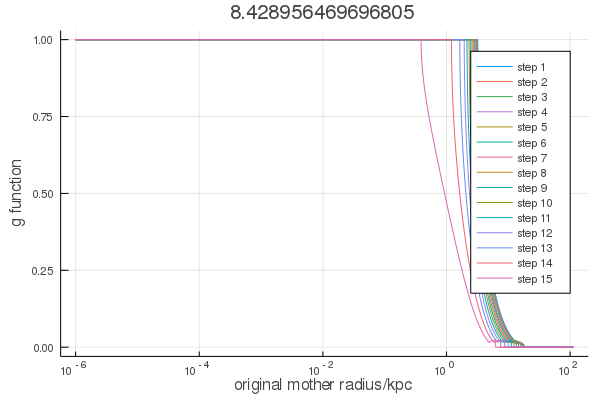 8.428956469696805
1.00
0.75
0.50
0.25
0.00
g function
step 1
step 2
step 3
step 4
step 5
step 6
step 7
step 8
step 9
step 10
step 11
step 12
step 13
step 14
step 15
10⁻⁶ 10⁻⁴ 10⁻² 10⁰ 10²
original mother radius/kpc